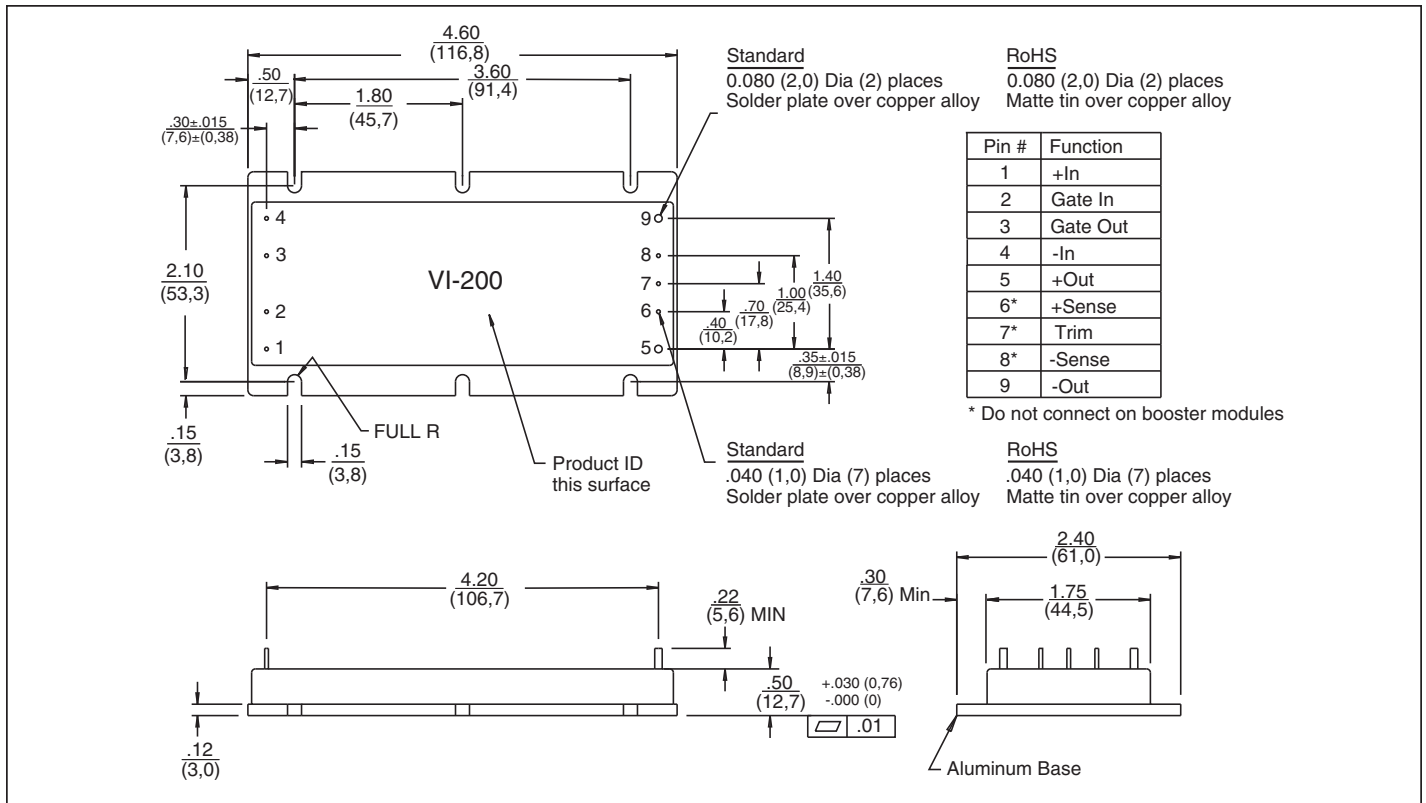 4.60
(116,8)
.50
(12,7)
3.60
(91,4)
1.80
(45,7)
.30±.015
(7,6)±(0,38)
Standard
0.080 (2,0) Dia (2) places
Solder plate over copper alloy
RoHS
0.080 (2,0) Dia (2) places
Matte tin over copper alloy
Pin # Function
1 +In
2 Gate In
3 Gate Out
4 -In
5 +Out
6* +Sense
7* Trim
8* -Sense
9 -Out
* Do not connect on booster modules
4
3
2
1
VI-200
9
8
7
6
5
2.10
(53,3)
1.40
(35,6)
1.00
(25,4)
.70
(17,8)
.40
(10,2)
.35±.015
(8,9)±(0,38)
.15
(3,8)
FULL R
.15
(3,8)
Product ID
this surface
Standard
.040 (1,0) Dia (7) places
Solder plate over copper alloy
RoHS
.040 (1,0) Dia (7) places
Matte tin over copper alloy
4.20
(106,7)
.22
(5,6) MIN
.50
(12,7)
+.030 (0,76)
-.000 (0)
.01
.12
(3,0)
2.40
(61,0)
.30
(7,6) Min
1.75
(44,5)
Aluminum Base